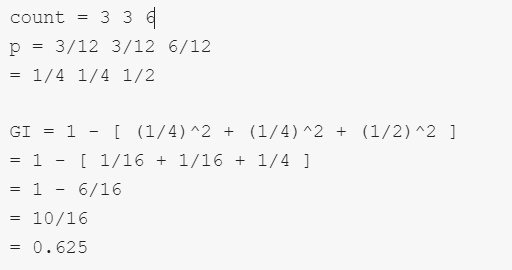 count = 3 3 6
p = 3/12 3/12 6/12
= 1/4 1/4 1/2
GI = 1 - [ (1/4)^2 + (1/4)^2 + (1/2)^2 ]
= 1 - [ 1/16 + 1/16 + 1/4 ]
= 1 - 6/16
= 10/16
= 0.625